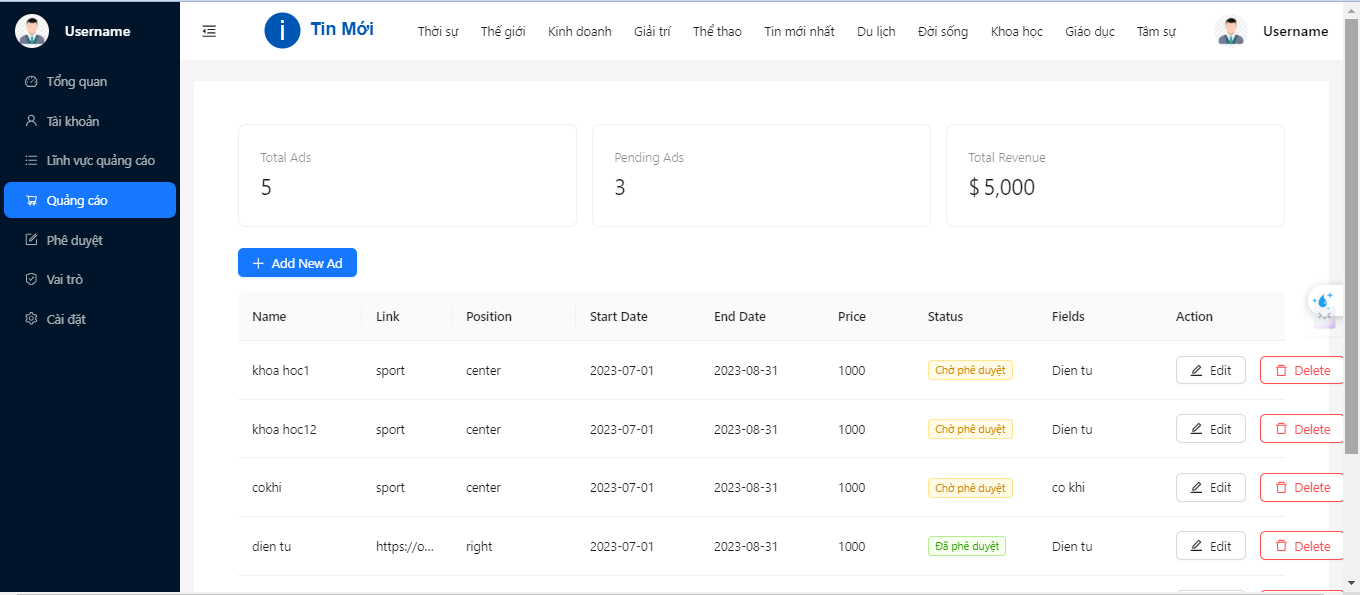 Username
Tổng quan
Tài khoản
Lĩnh vực quảng cáo
Quảng cáo
Phê duyệt
Vai trò
Cài đặt
i Tin Mới Thời sự Thế giới Kinh doanh Giải trí Thể thao Tin mới nhất Du lịch Đời sống Khoa học Giáo dục Tâm sự Username
Total Ads Pending Ads Total Revenue
5 3 $ 5,000
+ Add New Ad
Name Link Position Start Date End Date Price Status Fields Action
khoa hoc1 sport center 2023-07-01 2023-08-31 1000 Chờ phê duyệt Dien tu Edit Delete
khoa hoc12 sport center 2023-07-01 2023-08-31 1000 Chờ phê duyệt Dien tu Edit Delete
cokhi sport center 2023-07-01 2023-08-31 1000 Chờ phê duyệt co khi Edit Delete
dien tu https://o... right 2023-07-01 2023-08-31 1000 Đã phê duyệt Dien tu Edit Delete